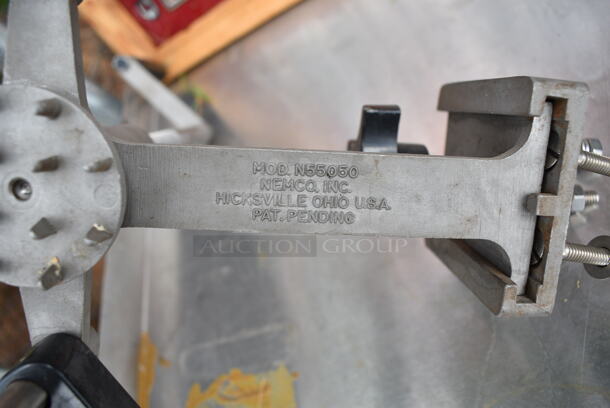 MOD. N55050
NEMCO, INC.
HICKSVILLE OHIO U.S.A.
PAT. PENDING
AUCTION GROUP